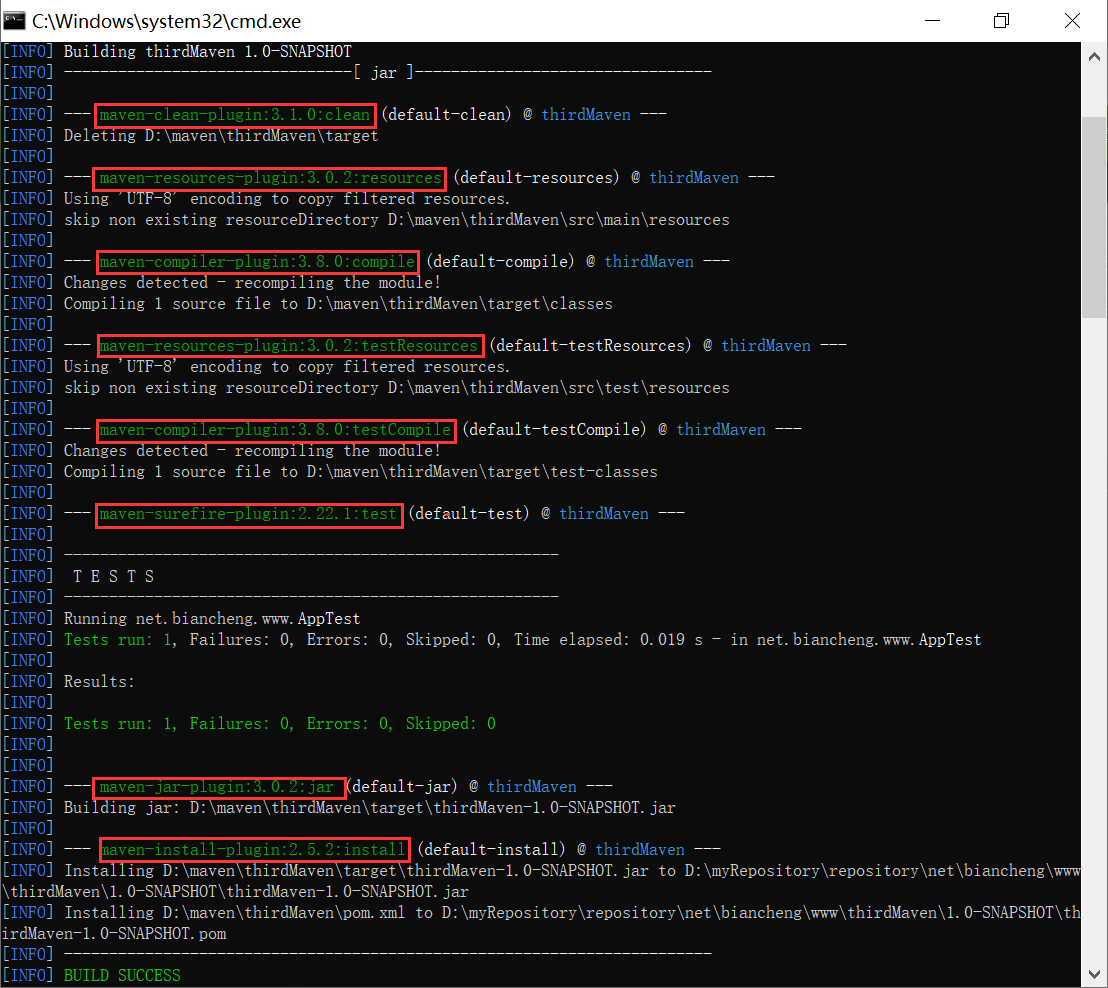 C:\Windows\system32\cmd.exe
[INFO] Building thirdMaven 1.0-SNAPSHOT
[INFO] --------------------------------[ jar ]---------------------------------
[INFO]
[INFO] --- maven-clean-plugin:3.1.0:clean (default-clean) @ thirdMaven ---
[INFO] Deleting D:\maven\thirdMaven\target
[INFO]
[INFO] --- maven-resources-plugin:3.0.2:resources (default-resources) @ thirdMaven ---
[INFO] Using 'UTF-8' encoding to copy filtered resources.
[INFO] skip non existing resourceDirectory D:\maven\thirdMaven\src\main\resources
[INFO]
[INFO] --- maven-compiler-plugin:3.8.0:compile (default-compile) @ thirdMaven ---
[INFO] Changes detected - recompiling the module!
[INFO] Compiling 1 source file to D:\maven\thirdMaven\target\classes
[INFO]
[INFO] --- maven-resources-plugin:3.0.2:testResources (default-testResources) @ thirdMaven ---
[INFO] Using 'UTF-8' encoding to copy filtered resources.
[INFO] skip non existing resourceDirectory D:\maven\thirdMaven\src\test\resources
[INFO]
[INFO] --- maven-compiler-plugin:3.8.0:testCompile (default-testCompile) @ thirdMaven ---
[INFO] Changes detected - recompiling the module!
[INFO] Compiling 1 source file to D:\maven\thirdMaven\target\test-classes
[INFO]
[INFO] --- maven-surefire-plugin:2.22.1:test (default-test) @ thirdMaven ---
[INFO]
[INFO] -------------------------------------------------------
[INFO]  T E S T S
[INFO] -------------------------------------------------------
[INFO] Running net.biancheng.www.AppTest
[INFO] Tests run: 1, Failures: 0, Errors: 0, Skipped: 0, Time elapsed: 0.019 s - in net.biancheng.www.AppTest
[INFO]
[INFO] Results:
[INFO]
[INFO] Tests run: 1, Failures: 0, Errors: 0, Skipped: 0
[INFO]
[INFO]
[INFO] --- maven-jar-plugin:3.0.2:jar (default-jar) @ thirdMaven ---
[INFO] Building jar: D:\maven\thirdMaven\target\thirdMaven-1.0-SNAPSHOT.jar
[INFO]
[INFO] --- maven-install-plugin:2.5.2:install (default-install) @ thirdMaven ---
[INFO] Installing D:\maven\thirdMaven\target\thirdMaven-1.0-SNAPSHOT.jar to D:\myRepository\repository\net\biancheng\www
\thirdMaven\1.0-SNAPSHOT\thirdMaven-1.0-SNAPSHOT.jar
[INFO] Installing D:\maven\thirdMaven\pom.xml to D:\myRepository\repository\net\biancheng\www\thirdMaven\1.0-SNAPSHOT\th
irdMaven-1.0-SNAPSHOT.pom
[INFO] ------------------------------------------------------------------------
[INFO] BUILD SUCCESS